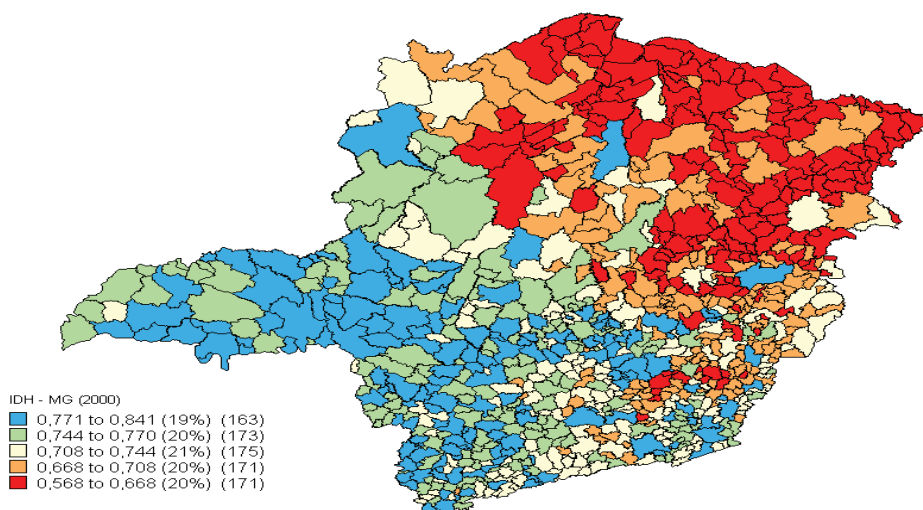 IDH - MG (2000)
0,771 to 0,841 (19%) (163)
0,744 to 0,770 (20%) (173)
0,708 to 0,744 (21%) (175)
0,668 to 0,708 (20%) (171)
0,568 to 0,668 (20%) (171)